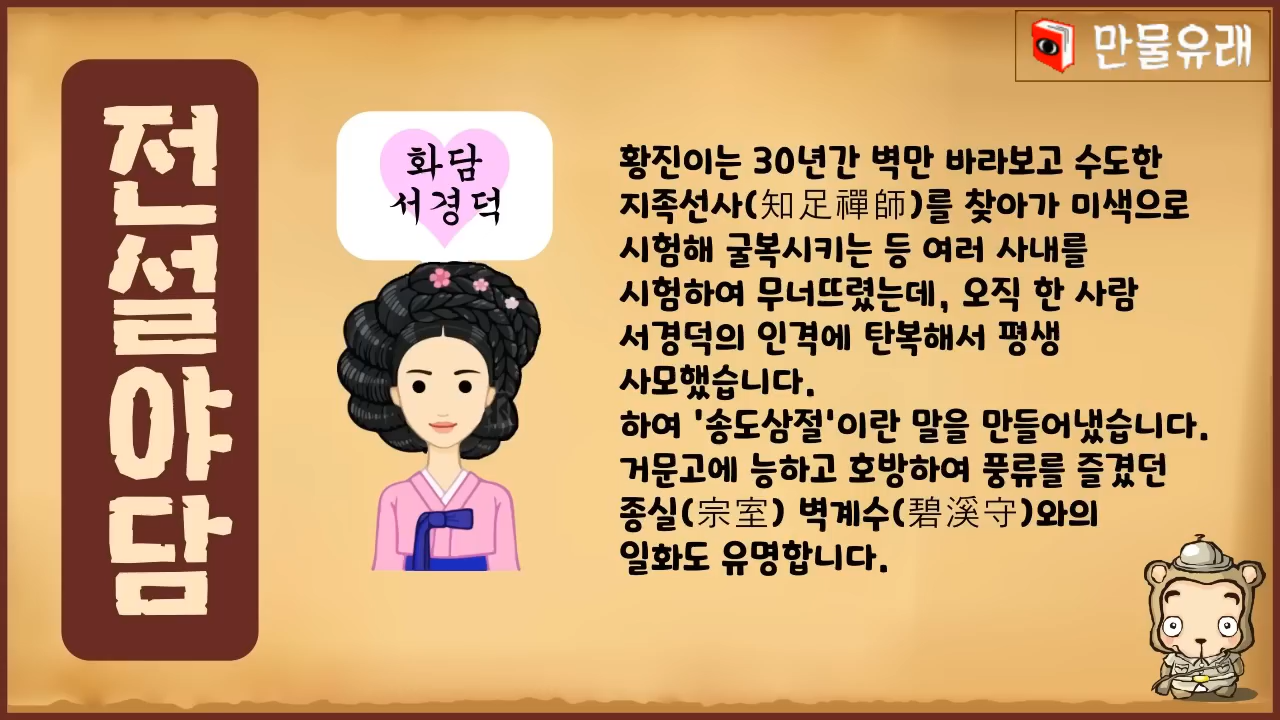 만물유래
전설야담
화담
서경덕
황진이는 30년간 벽만 바라보고 수도한
지족선사(知足禪師)를 찾아가 미색으로
시험해 굴복시키는 등 여러 사내를
시험하여 무너뜨렸는데, 오직 한 사람
서경덕의 인격에 탄복해서 평생
사모했습니다.
하여 '송도삼절'이란 말을 만들어냈습니다.
거문고에 능하고 호방하여 풍류를 즐겼던
종실(宗室) 벽계수(碧溪守)와의
일화도 유명합니다.